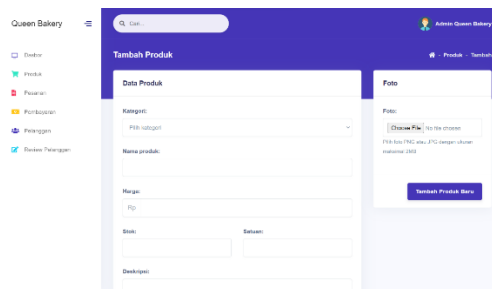 Queen Bakery
Cari...
Admin Queen Bakery
Tambah Produk
Produk - Tambah
Produk
Pesanan
Pembayaran
Pelanggan
Review Pelanggan
Data Produk
Kategori:
Pilih kategori
Nama produk:
Harga:
Rp
Stok:
Satuan:
Deskripsi:
Foto
Foto:
Choose File No file chosen
Pilih foto PNG atau JPG dengan ukuran
maksimal 2MB
Tambah Produk Baru